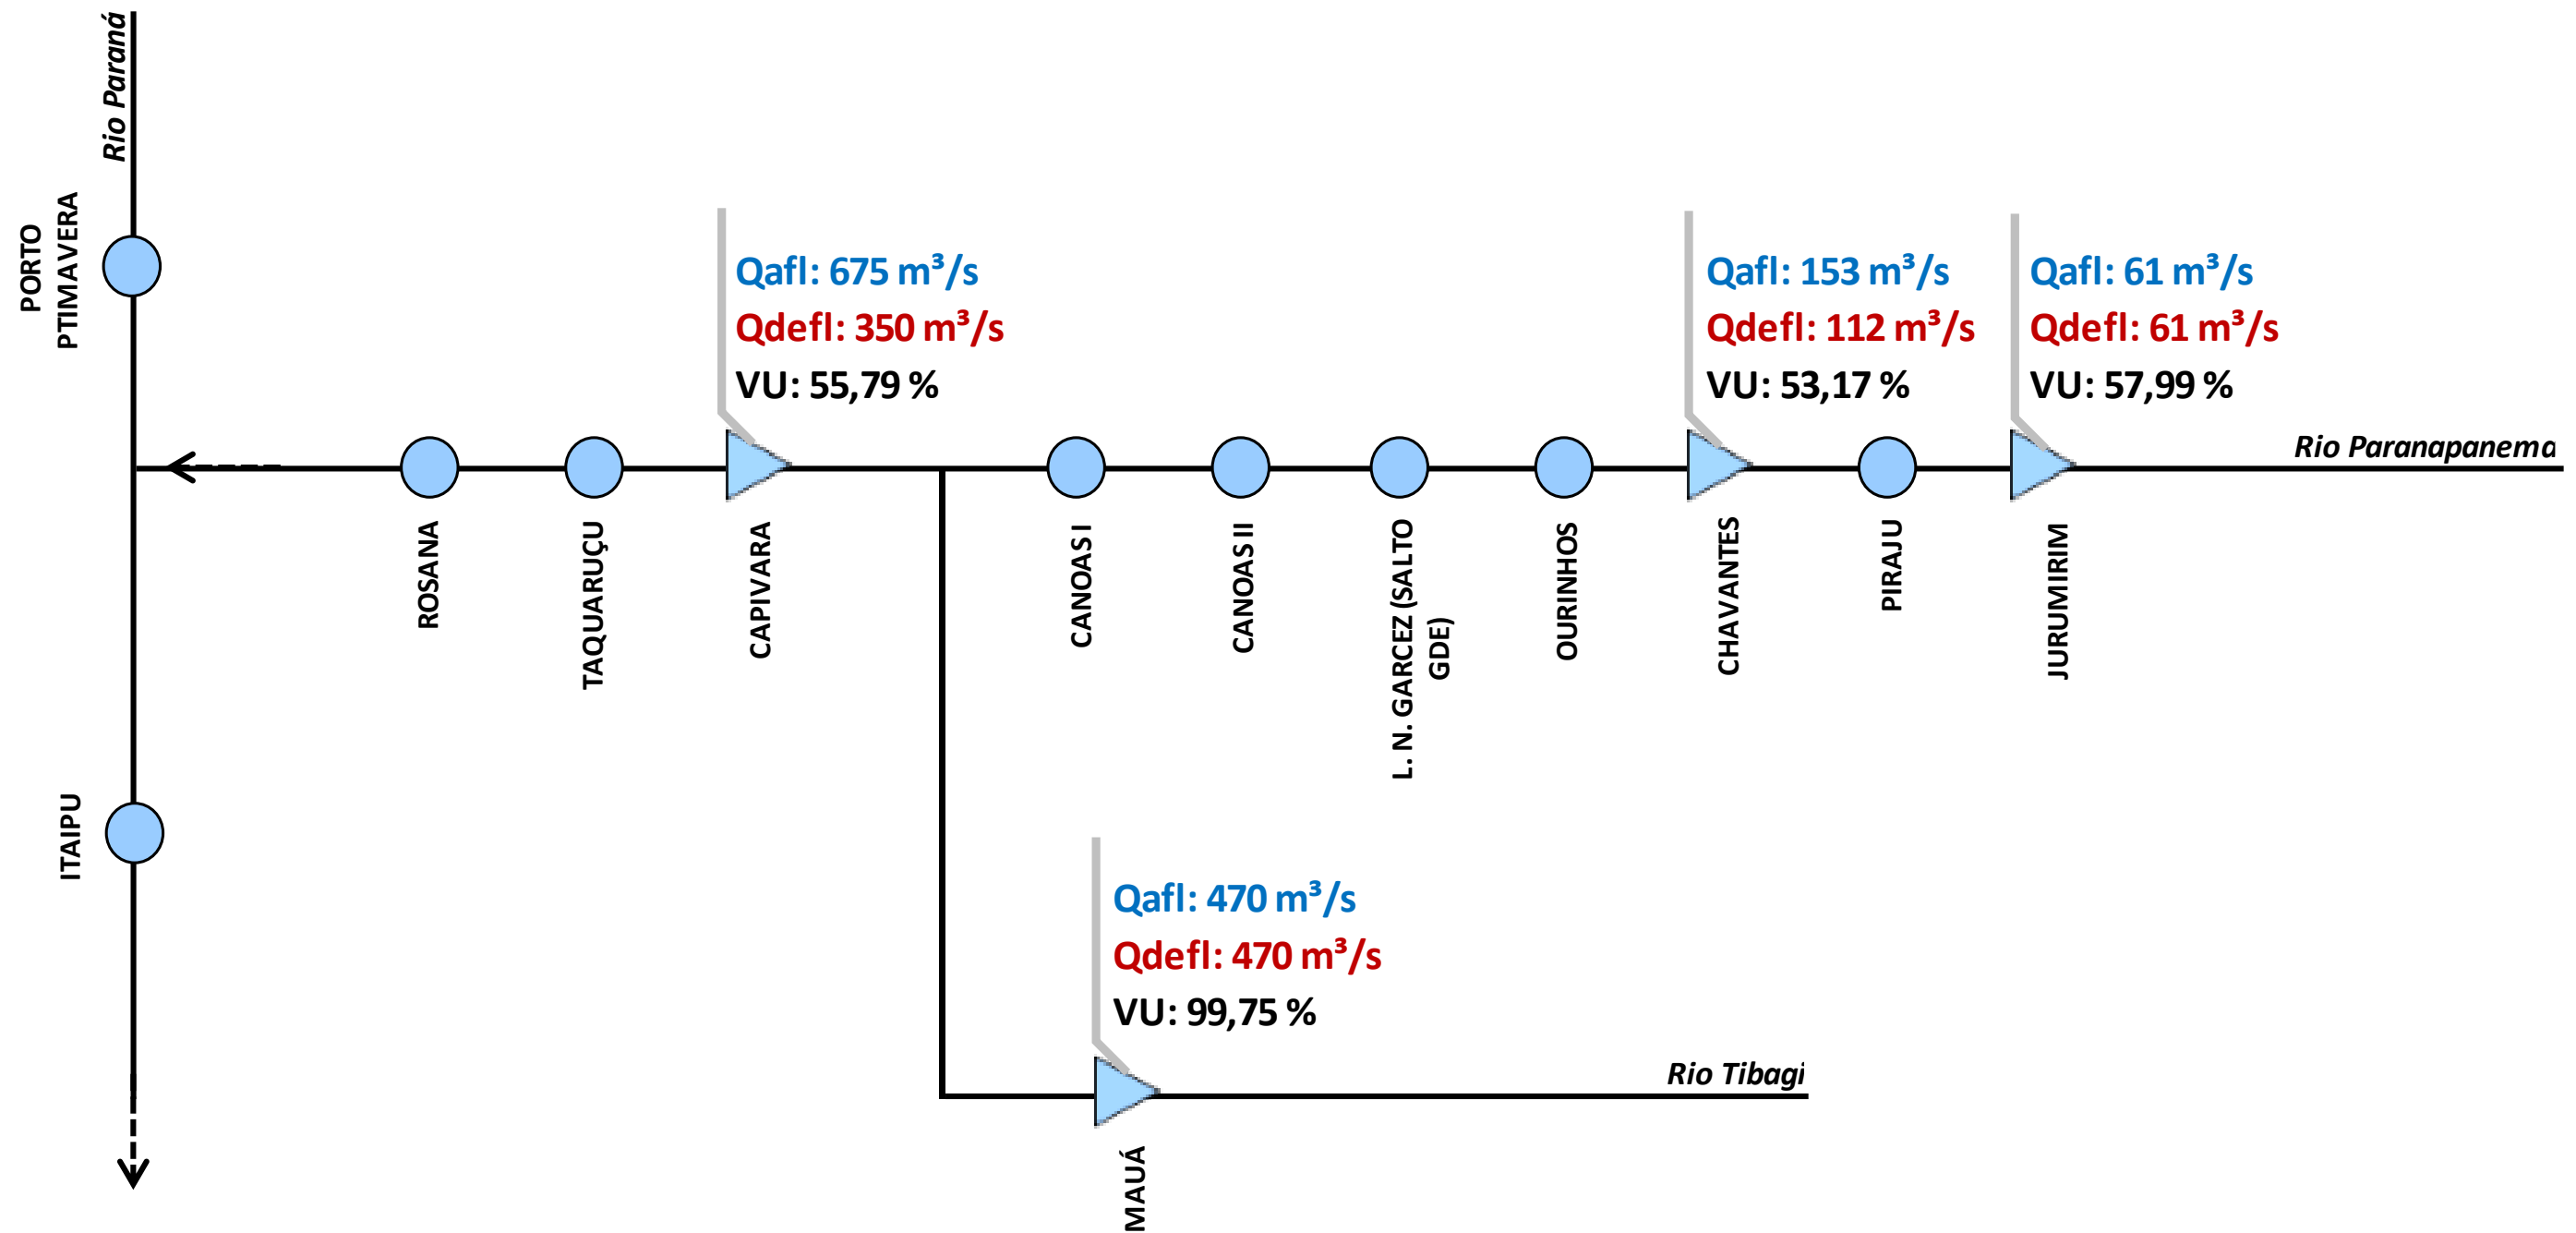 Rio Paraná
PORTO
PTIMAVERA
Qafl: 675 m³/s
Qdefl: 350 m³/s
VU: 55,79 %
Qafl: 153 m³/s
Qdefl: 112 m³/s
VU: 53,17 %
Qafl: 61 m³/s
Qdefl: 61 m³/s
VU: 57,99 %
Rio Paranapanema
ROSANA
TAQUARUÇU
CAPIVARA
CANOAS I
CANOAS II
L. N. GARCEZ (SALTO
GDE)
OURINHOS
CHAVANTES
PIRAJU
JURUMIRIM
ITAIPU
Qafl: 470 m³/s
Qdefl: 470 m³/s
VU: 99,75 %
Rio Tibagi
MAUÁ